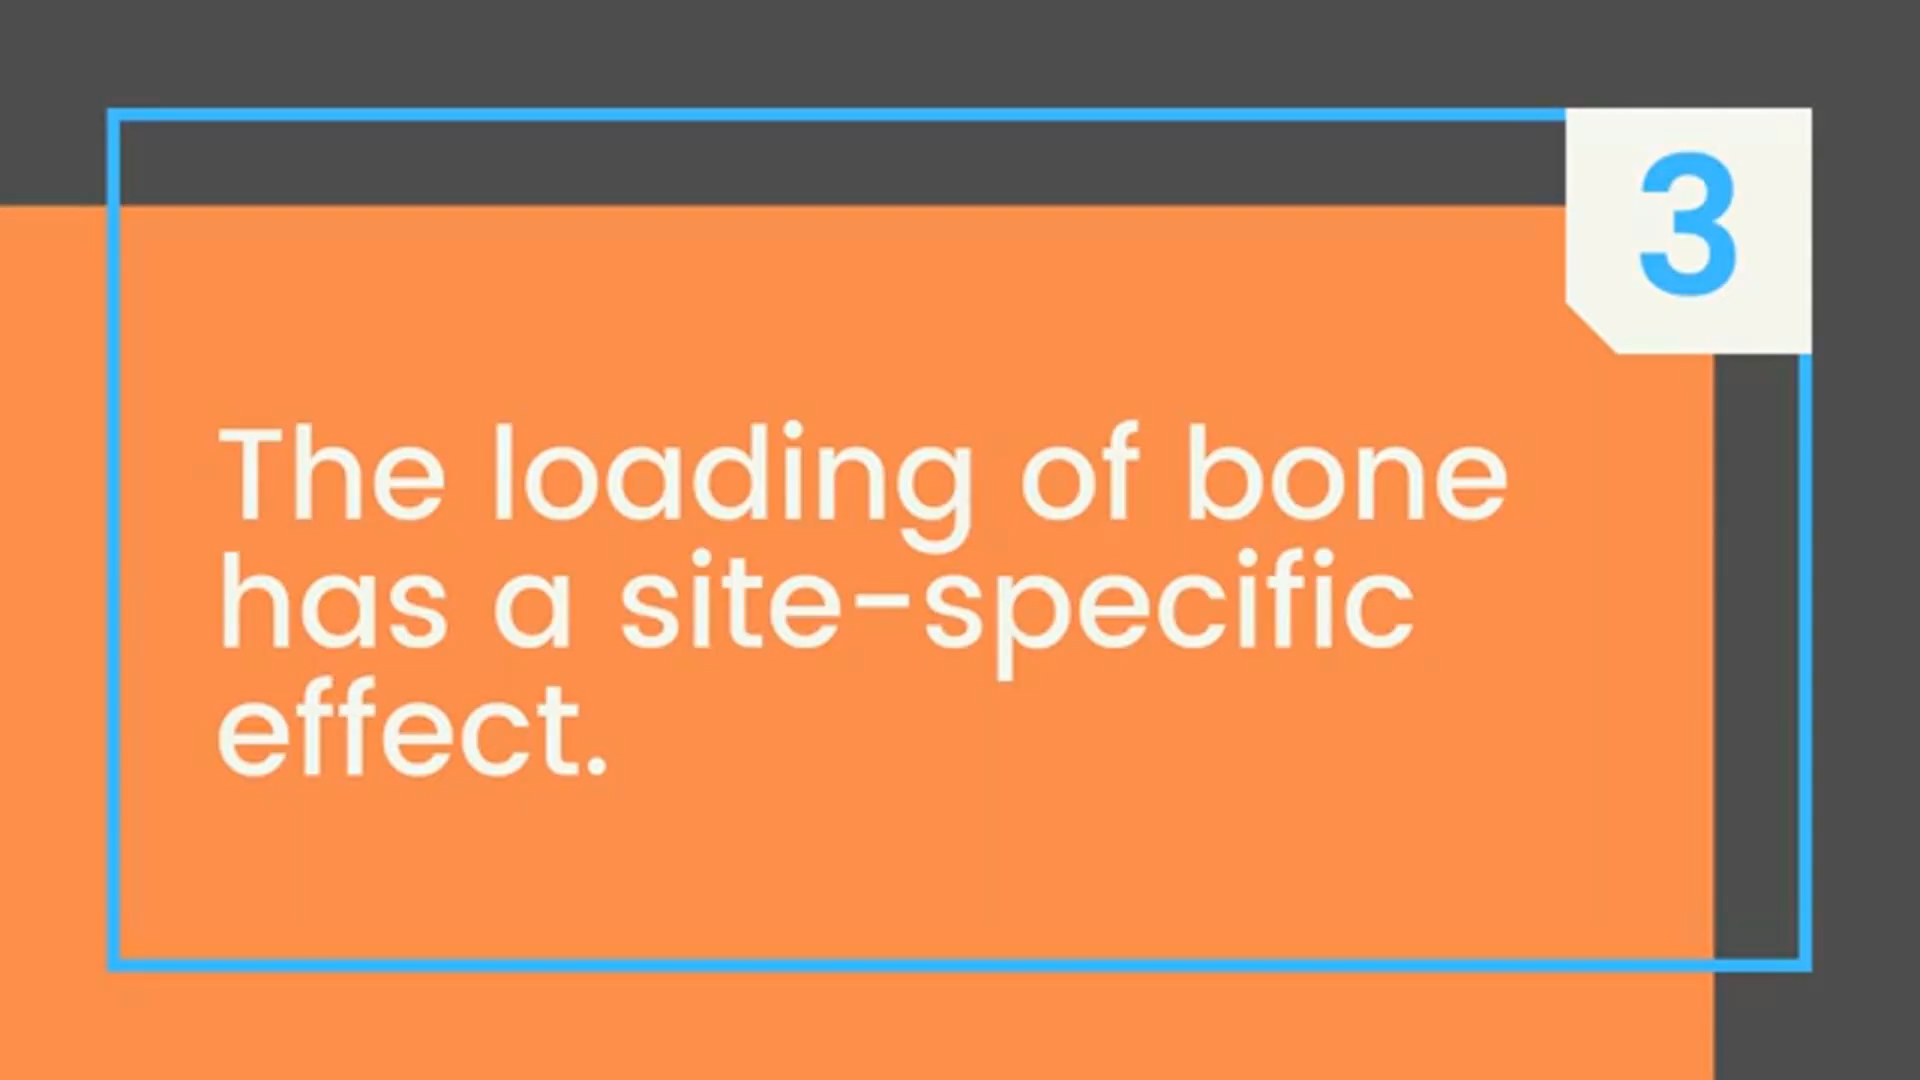 3
The loading of bone
has a site-specific
effect.